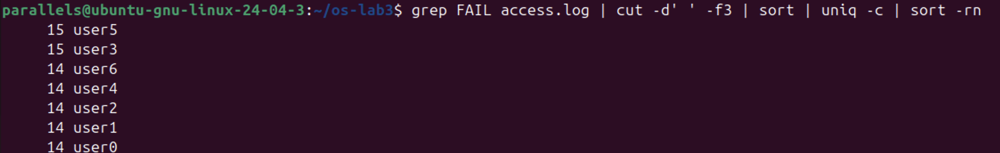 parallels@ubuntu-gnu-linux-24-04-3:~/os-lab3$ grep FAIL access.log | cut -d' ' -f3 | sort | uniq -c | sort -rn
     15 user5
     15 user3
     14 user6
     14 user4
     14 user2
     14 user1
     14 user0